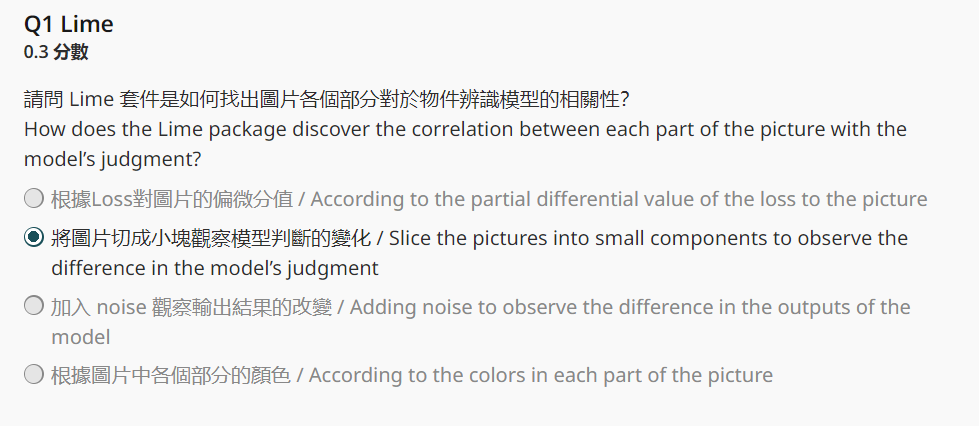 Q1 Lime
0.3 分數
請問 Lime 套件是如何找出圖片各個部分對於物件辨識模型的相關性?
How does the Lime package discover the correlation between each part of the picture with the
model’s judgment?
根據Loss對圖片的偏微分值 / According to the partial differential value of the loss to the picture
將圖片切成小塊觀察模型判斷的變化 / Slice the pictures into small components to observe the
difference in the model’s judgment
加入 noise 觀察輸出結果的改變 / Adding noise to observe the difference in the outputs of the
model
根據圖片中各個部分的顏色 / According to the colors in each part of the picture